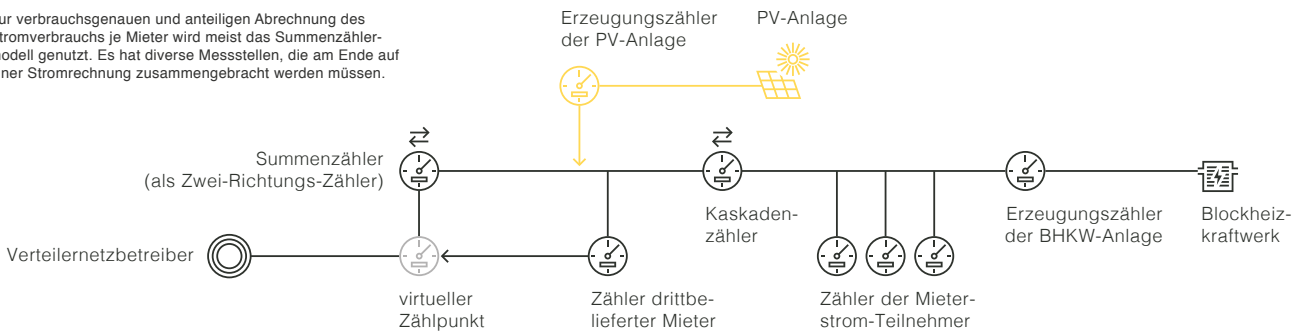 ur verbrauchsgenauen und anteiligen Abrechnung des
tromverbrauchs je Mieter wird meist das Summenzähler-
odell genutzt. Es hat diverse Messstellen, die am Ende auf
ner Stromrechnung zusammengebracht werden müssen.
Erzeugungszähler
der PV-Anlage
PV-Anlage
Summenzähler
(als Zwei-Richtungs-Zähler)
Kaskaden-
zähler
Erzeugungszähler
der BHKW-Anlage
Blockheiz-
kraftwerk
Verteilernetzbetreiber
virtueller
Zählpunkt
Zähler drittbe-
lieferter Mieter
Zähler der Mieter-
strom-Teilnehmer